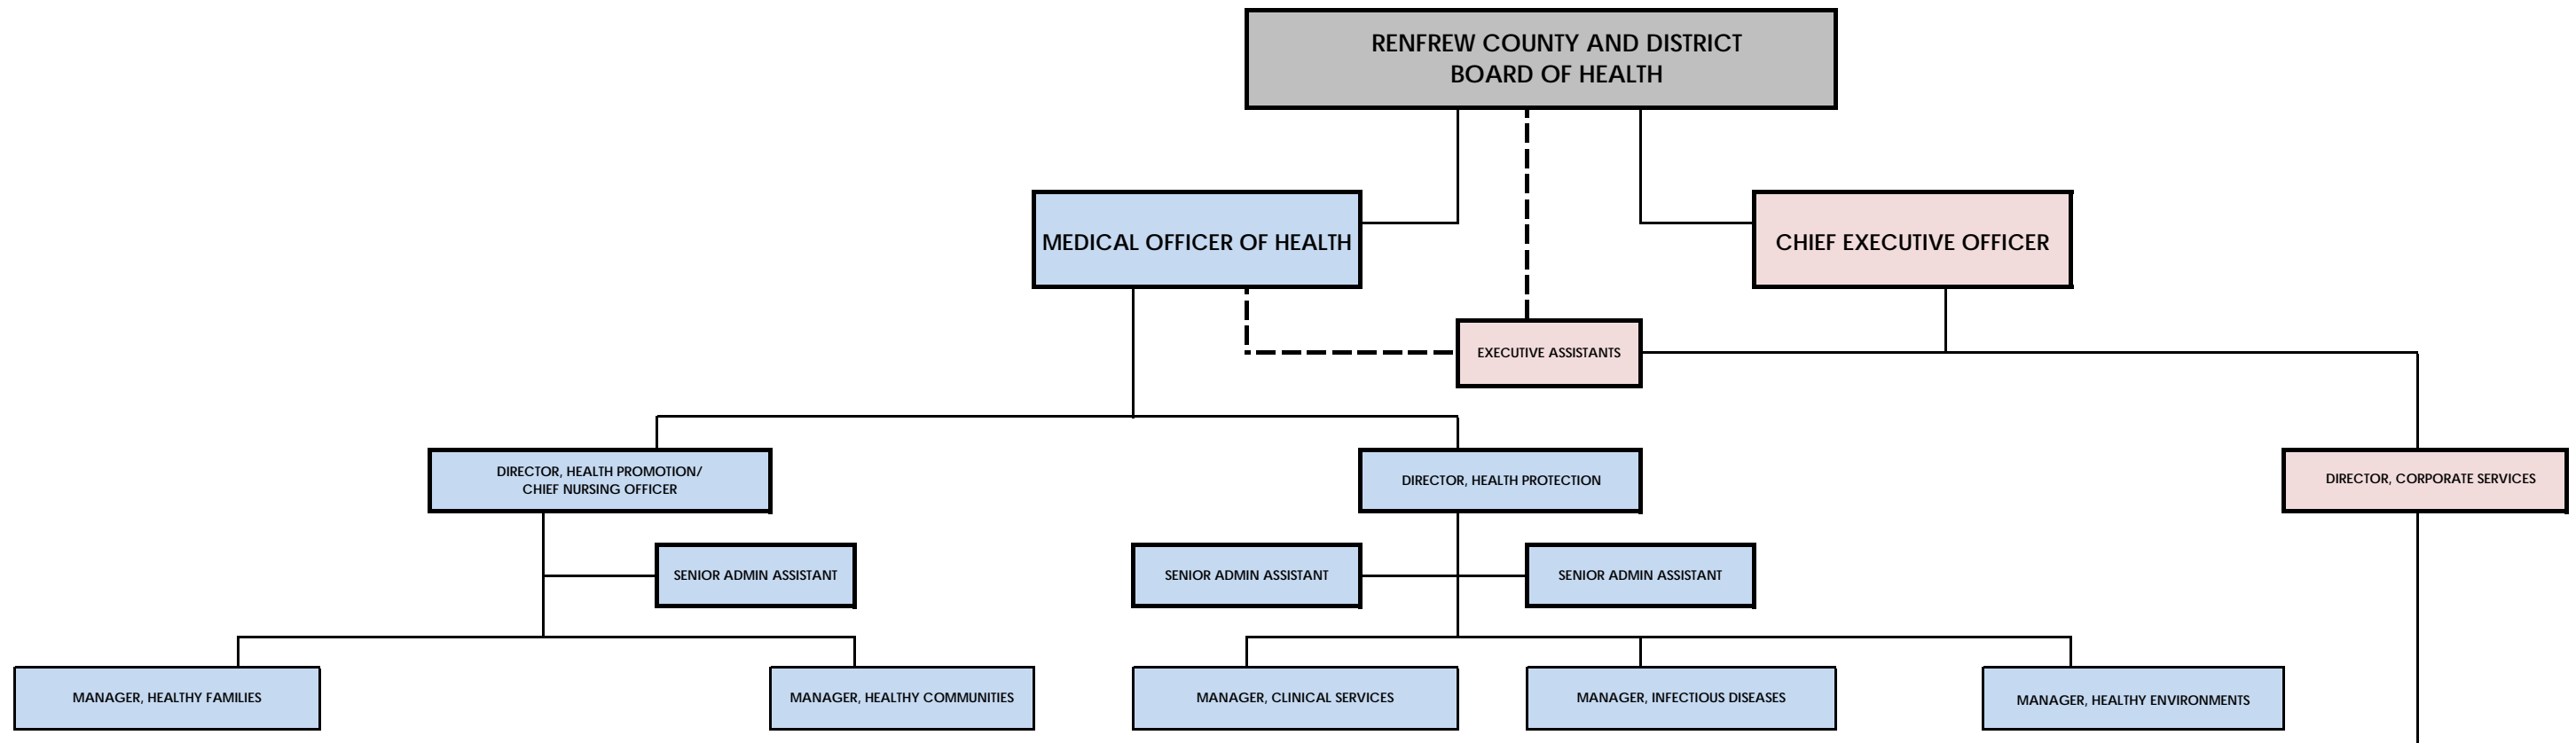 RENFREW COUNTY AND DISTRICT
BOARD OF HEALTH
MEDICAL OFFICER OF HEALTH
CHIEF EXECUTIVE OFFICER
EXECUTIVE ASSISTANTS
DIRECTOR, HEALTH PROMOTION/
CHIEF NURSING OFFICER
DIRECTOR, HEALTH PROTECTION
DIRECTOR, CORPORATE SERVICES
SENIOR ADMIN ASSISTANT
SENIOR ADMIN ASSISTANT
SENIOR ADMIN ASSISTANT
MANAGER, HEALTHY FAMILIES
MANAGER, HEALTHY COMMUNITIES
MANAGER, CLINICAL SERVICES
MANAGER, INFECTIOUS DISEASES
MANAGER, HEALTHY ENVIRONMENTS